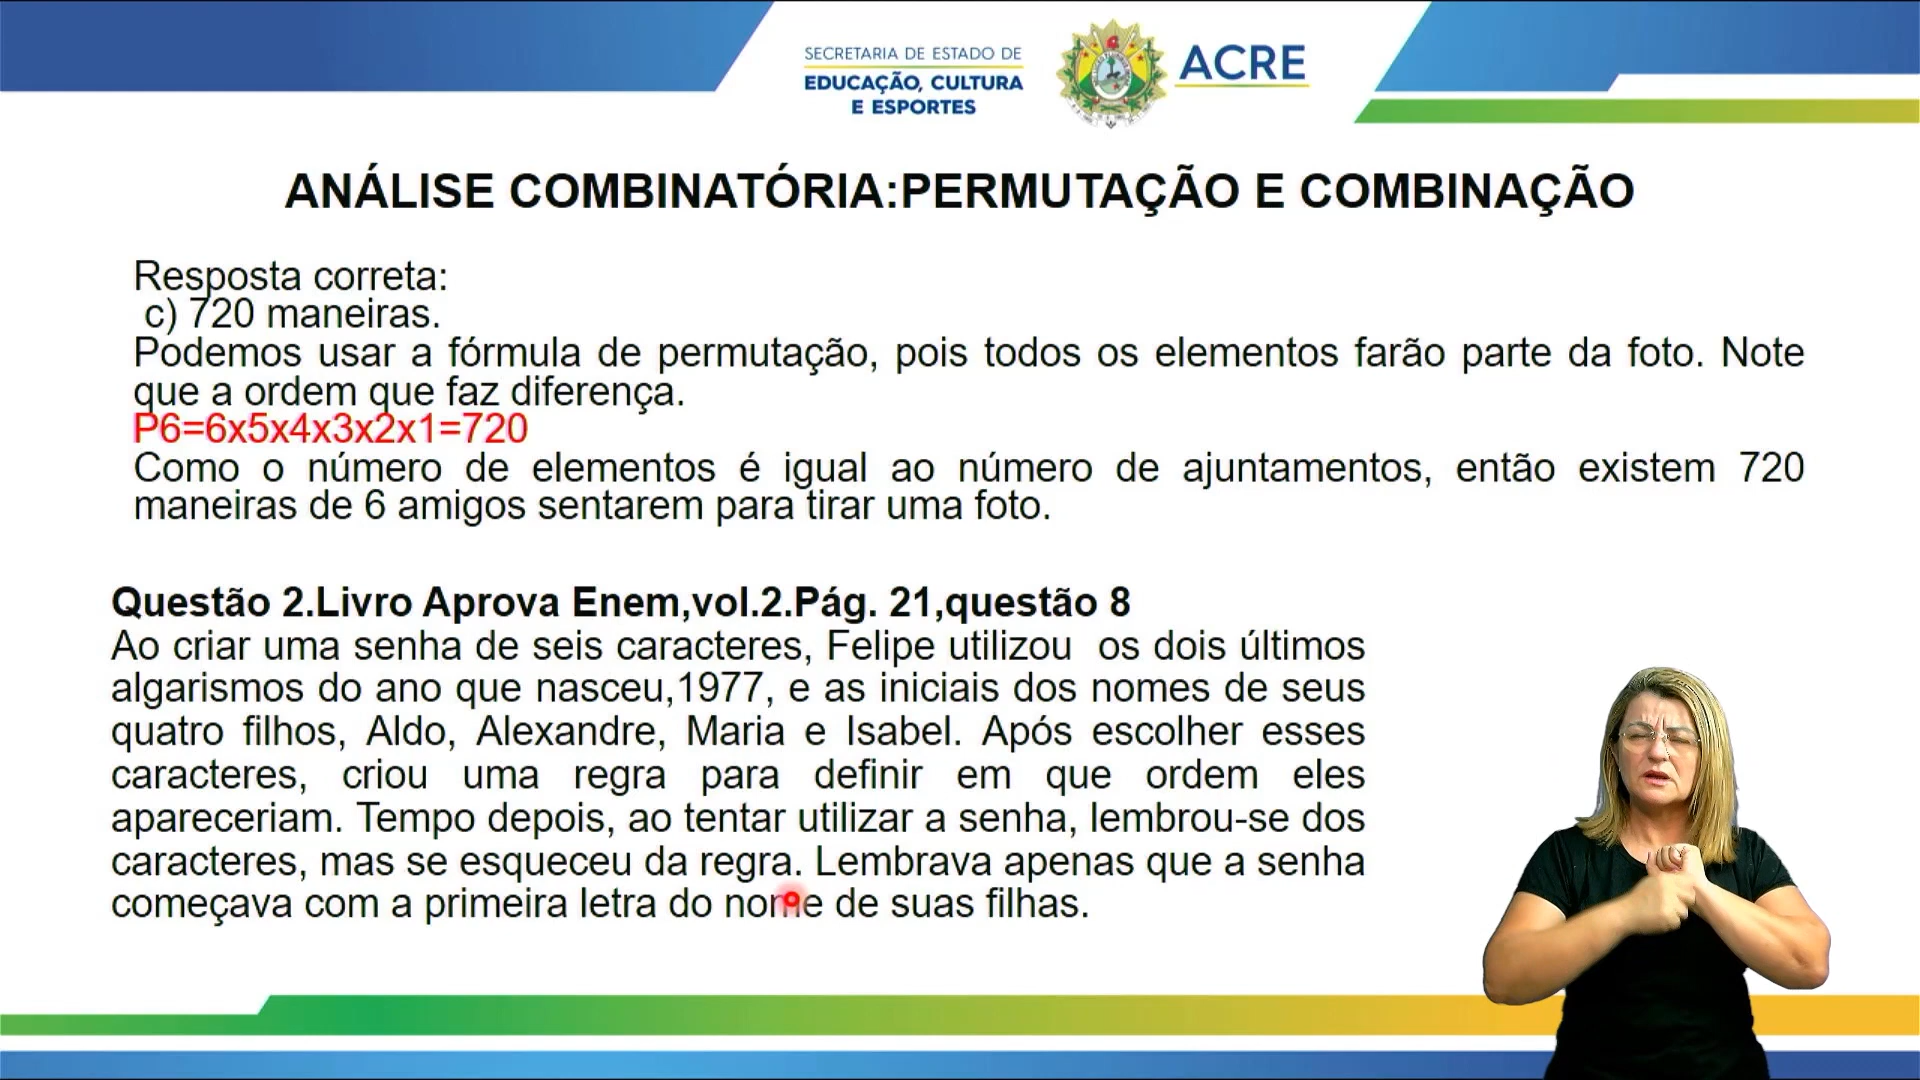 SECRETARIA DE ESTADO DE
EDUCAÇÃO, CULTURA
E ESPORTES
ACRE
ANÁLISE COMBINATÓRIA:PERMUTAÇÃO E COMBINAÇÃO
Resposta correta:
c) 720 maneiras.
Podemos usar a fórmula de permutação, pois todos os elementos farão parte da foto. Note
que a ordem que faz diferença.
P6=6x5x4x3x2x1=720
Como o número de elementos é igual ao número de ajuntamentos, então existem 720
maneiras de 6 amigos sentarem para tirar uma foto.
Questão 2.Livro Aprova Enem,vol.2.Pág. 21,questão 8
Ao criar uma senha de seis caracteres, Felipe utilizou os dois últimos
algarismos do ano que nasceu,1977, e as iniciais dos nomes de seus
quatro filhos, Aldo, Alexandre, Maria e Isabel. Após escolher esses
caracteres, criou uma regra para definir em que ordem eles
apareceriam. Tempo depois, ao tentar utilizar a senha, lembrou-se dos
caracteres, mas se esqueceu da regra. Lembrava apenas que a senha
começava com a primeira letra do nome de suas filhas.